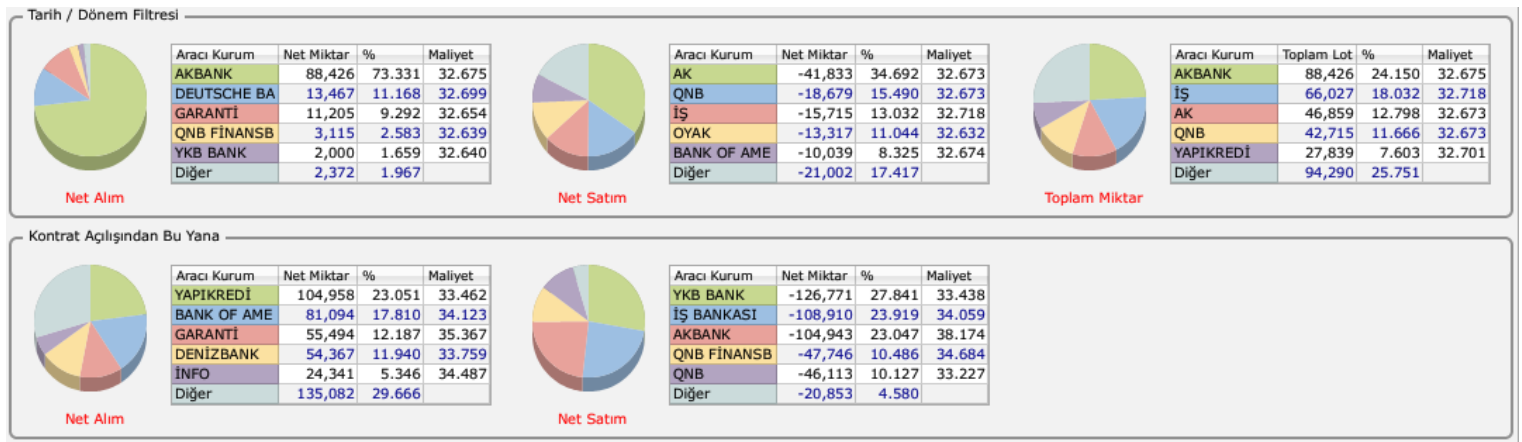 Tarih / Dönem Filtresi
Aracı Kurum Net Miktar % Maliyet
AKBANK 88,426 73.331 32.675
DEUTSCHE BA 13,467 11.168 32.699
GARANTİ 11,205 9.292 32.654
QNB FİNANSB 3,115 2.583 32.639
YKB BANK 2,000 1.659 32.640
Diğer 2,372 1.967
Net Alım
Aracı Kurum Net Miktar % Maliyet
AK -41,833 34.692 32.673
QNB -18,679 15.490 32.673
İŞ -15,715 13.032 32.718
OYAK -13,317 11.044 32.632
BANK OF AME -10,039 8.325 32.674
Diğer -21,002 17.417
Net Satım
Aracı Kurum Toplam Lot % Maliyet
AKBANK 88,426 24.150 32.675
İŞ 66,027 18.032 32.718
AK 46,859 12.798 32.673
QNB 42,715 11.666 32.673
YAPIKREDİ 27,839 7.603 32.701
Diğer 94,290 25.751
Toplam Miktar
Kontrat Açılışından Bu Yana
Aracı Kurum Net Miktar % Maliyet
YAPIKREDİ 104,958 23.051 33.462
BANK OF AME 81,094 17.810 34.123
GARANTİ 55,494 12.187 35.367
DENİZBANK 54,367 11.940 33.759
İNFO 24,341 5.346 34.487
Diğer 135,082 29.666
Net Alım
Aracı Kurum Net Miktar % Maliyet
YKB BANK -126,771 27.841 33.438
İŞ BANKASI -108,910 23.919 34.059
AKBANK -104,943 23.047 38.174
QNB FİNANSB -47,746 10.486 34.684
QNB -46,113 10.127 33.227
Diğer -20,853 4.580
Net Satım